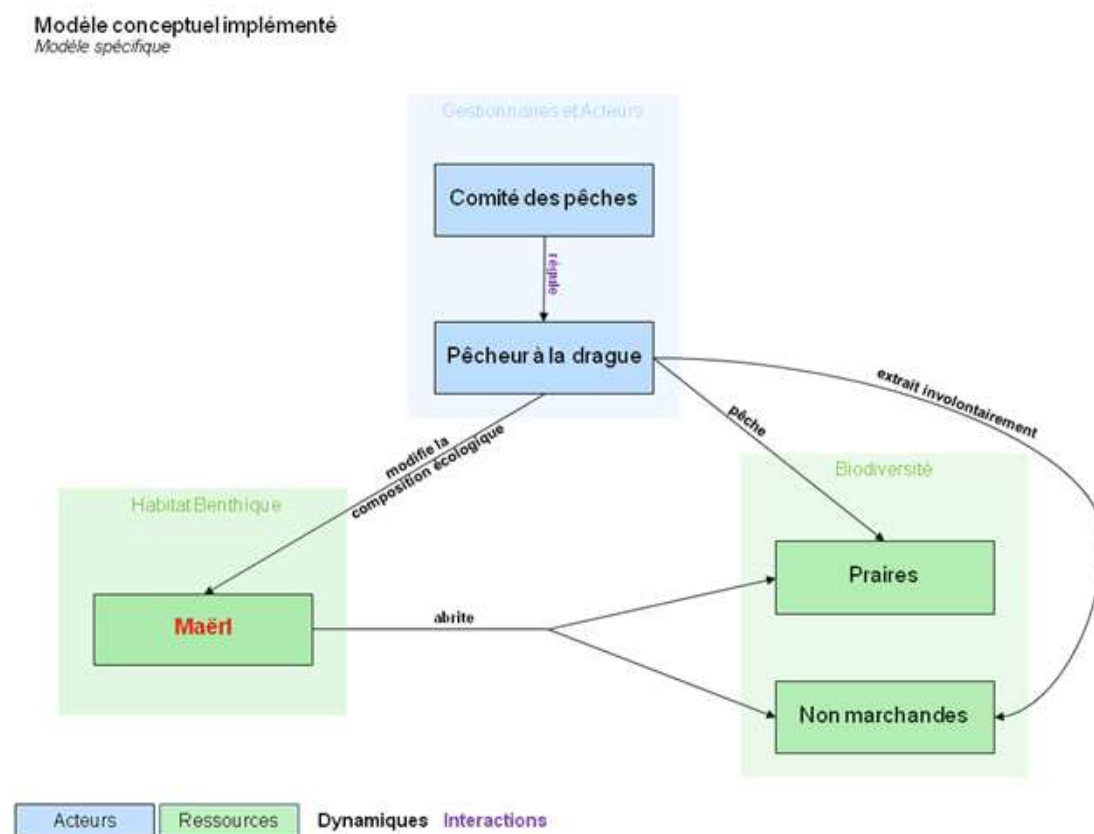 Modèle conceptuel implémenté
Modèle spécifique
Gestionnaires et Acteurs
Comité des pêches
régule
Pêcheur à la drague
extrait involontairement
pêche
modifie la
composition écologique
Biodiversité
Habitat Benthique
Praires
Maërl
abrite
Non marchandes
Acteurs
Ressources
Dynamiques
Interactions